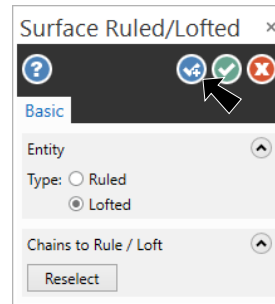 Surface Ruled/Lofted ×
?
Basic
Entity
Type: Ruled
Lofted
Chains to Rule / Loft
Reselect